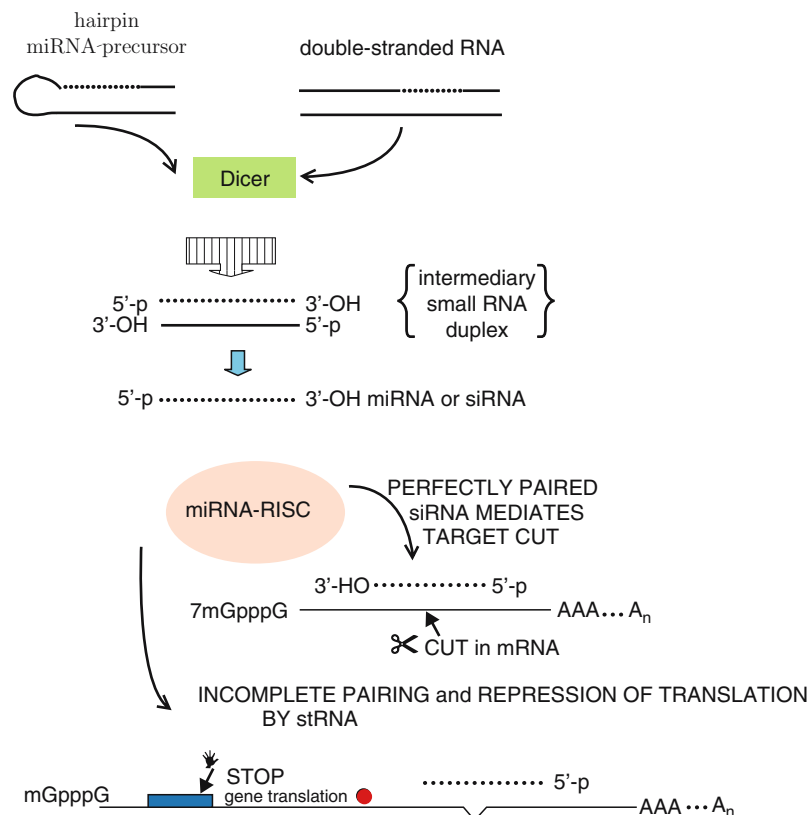 hairpin
miRNA-precursor
double-stranded RNA
Dicer
5’-p 3’-OH
3’-OH 5’-p
intermediary
small RNA
duplex
5’-p 3’-OH miRNA or siRNA
miRNA-RISC
PERFECTLY PAIRED
siRNA MEDIATES
TARGET CUT
3’-HO 5’-p
7mGpppG AAA... Aₙ
CUT in mRNA
INCOMPLETE PAIRING and REPRESSION OF TRANSLATION
BY stRNA
STOP
gene translation
5’-p
mGpppG AAA ... Aₙ